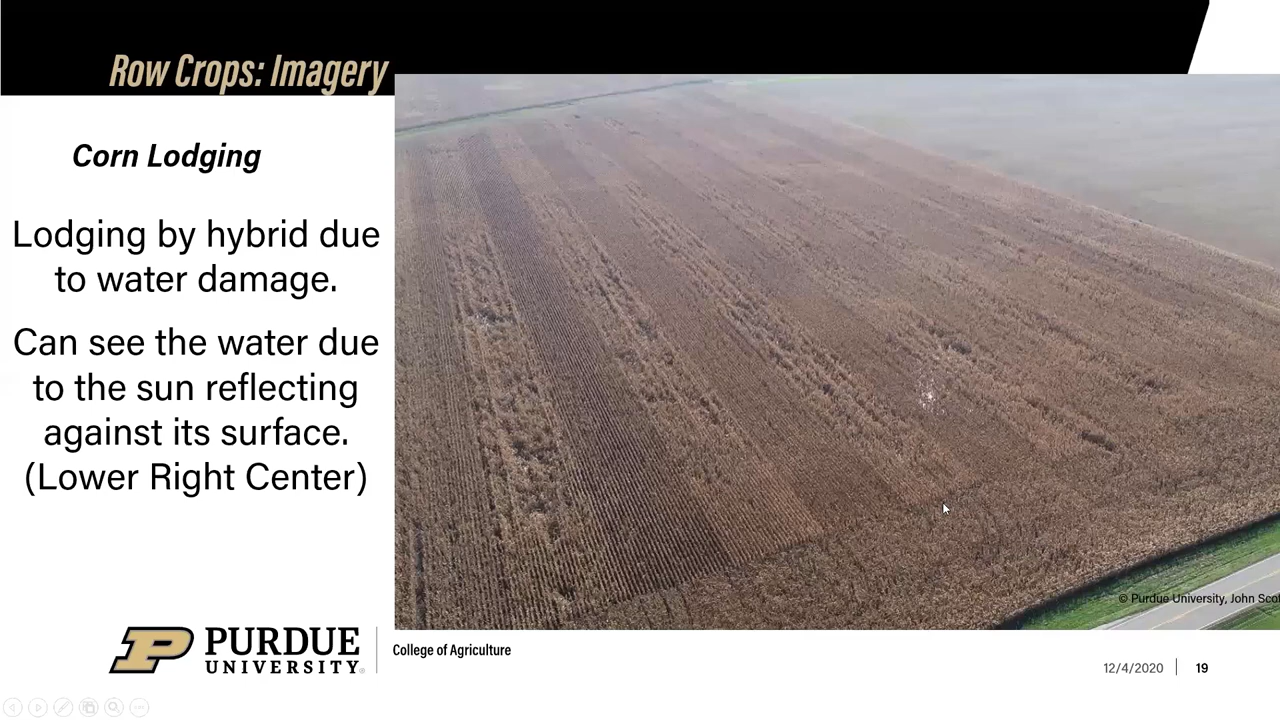 Row Crops: Imagery
Corn Lodging
Lodging by hybrid due
to water damage.
Can see the water due
to the sun reflecting
against its surface.
(Lower Right Center)
© Purdue University, John Scot
PURDUE
UNIVERSITY®
College of Agriculture
12/4/2020
19